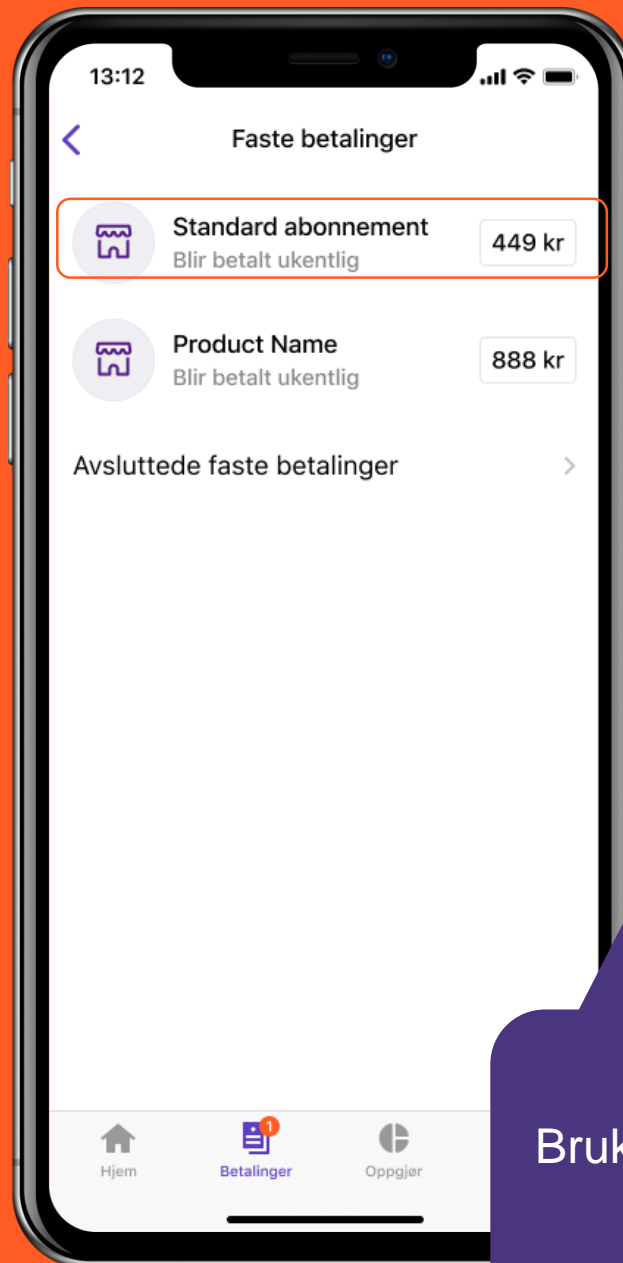 13:12
Faste betalinger
Standard abonnement
449 kr
Blir betalt ukentlig
Product Name
888 kr
Blir betalt ukentlig
Avsluttede faste betalinger
1
Hjem
Betalinger
Oppgjør